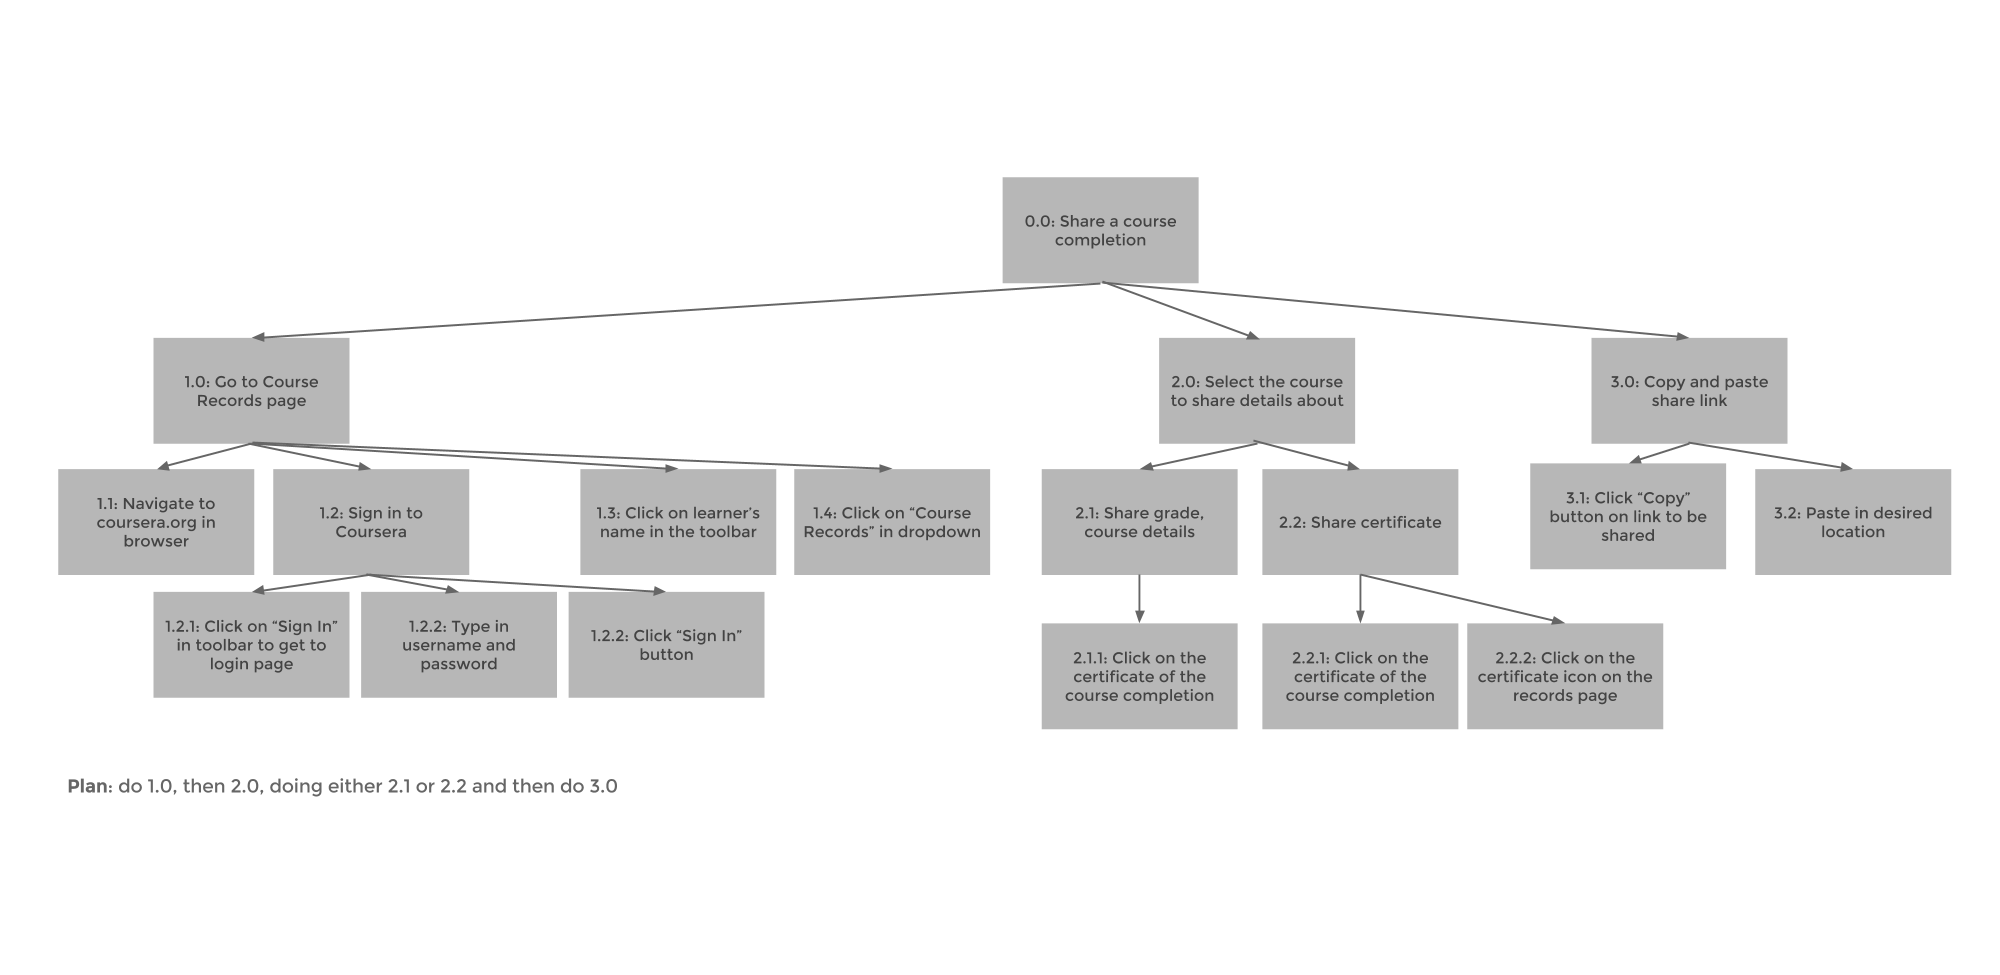 0.0: Share a course
completion
1.0: Go to Course
Records page
2.0: Select the course
to share details about
3.0: Copy and paste
share link
1.1: Navigate to
coursera.org in
browser
1.2: Sign in to
Coursera
1.3: Click on learner’s
name in the toolbar
1.4: Click on “Course
Records” in dropdown
2.1: Share grade,
course details
2.2: Share certificate
3.1: Click “Copy”
button on link to be
shared
3.2: Paste in desired
location
1.2.1: Click on “Sign In”
in toolbar to get to
login page
1.2.2: Type in
username and
password
1.2.2: Click “Sign In”
button
2.1.1: Click on the
certificate of the
course completion
2.2.1: Click on the
certificate of the
course completion
2.2.2: Click on the
certificate icon on the
records page
Plan: do 1.0, then 2.0, doing either 2.1 or 2.2 and then do 3.0